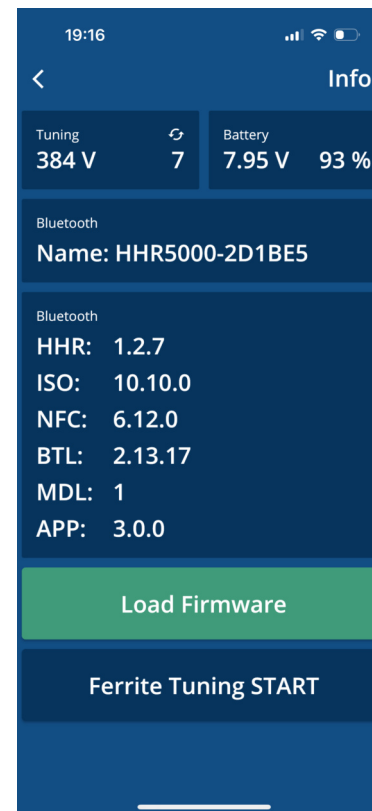 19:16
Info
Tuning
384 V 7
Battery
7.95 V 93 %
Bluetooth
Name: HHR5000-2D1BE5
Bluetooth
HHR: 1.2.7
ISO: 10.10.0
NFC: 6.12.0
BTL: 2.13.17
MDL: 1
APP: 3.0.0
Load Firmware
Ferrite Tuning START